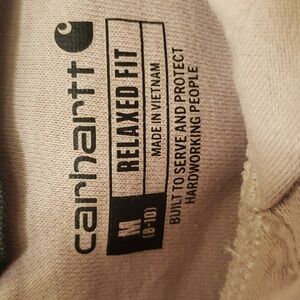 carhartt
M
(8-10)
RELAXED FIT
MADE IN VIETNAM
BUILT TO SERVE AND PROTECT
HARDWORKING PEOPLE